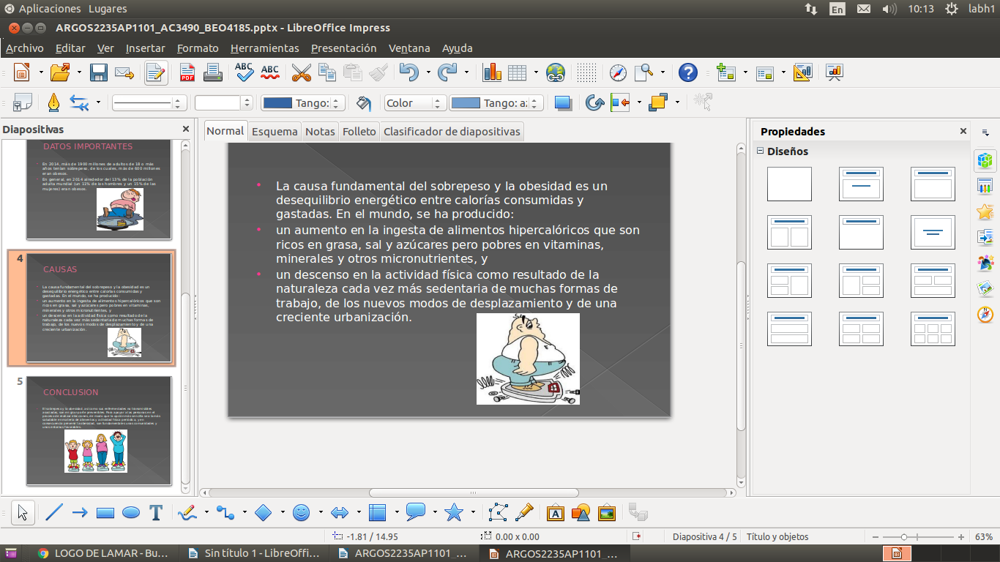 Aplicaciones Lugares
En 10:13 labh1
ARGOS2235AP1101_AC3490_BEO4185.pptx - LibreOffice Impress
Archivo Editar Ver Insertar Formato Herramientas Presentación Ventana Ayuda
PDF ABC ABC
Tango: Color Tango: a:
Diapositivas
DATOS IMPORTANTES
En 2014, más de 1900 millones de adultos de 18 o más
años tenían sobrepeso, de los cuales, más de 600 millones
eran obesos.
En general, en 2014 alrededor del 13% de la población
adulta mundial (un 11% de los hombres y un 15% de las
mujeres) eran obesos.
4
CAUSAS
La causa fundamental del sobrepeso y la obesidad es un
desequilibrio energético entre calorías consumidas y
gastadas. En el mundo, se ha producido:
un aumento en la ingesta de alimentos hipercalóricos que son
ricos en grasa, sal y azúcares pero pobres en vitaminas,
minerales y otros micronutrientes, y
un descenso en la actividad física como resultado de la
naturaleza cada vez más sedentaria de muchas formas de
trabajo, de los nuevos modos de desplazamiento y de una
creciente urbanización.
5
CONCLUSION
Normal Esquema Notas Folleto Clasificador de diapositivas
• La causa fundamental del sobrepeso y la obesidad es un
desequilibrio energético entre calorías consumidas y
gastadas. En el mundo, se ha producido:
• un aumento en la ingesta de alimentos hipercalóricos que son
ricos en grasa, sal y azúcares pero pobres en vitaminas,
minerales y otros micronutrientes, y
• un descenso en la actividad física como resultado de la
naturaleza cada vez más sedentaria de muchas formas de
trabajo, de los nuevos modos de desplazamiento y de una
creciente urbanización.
Propiedades
Diseños
T A
-1.81 / 14.95 0.00 x 0.00 Diapositiva 4 / 5 Título y objetos 63%
LOGO DE LAMAR - Bu... Sin título 1 - LibreOffi... ARGOS2235AP1101_... ARGOS2235AP1101_...